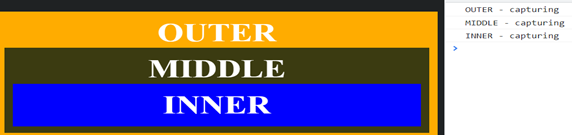 OUTER
MIDDLE
INNER
OUTER - capturing
MIDDLE - capturing
INNER - capturing
>